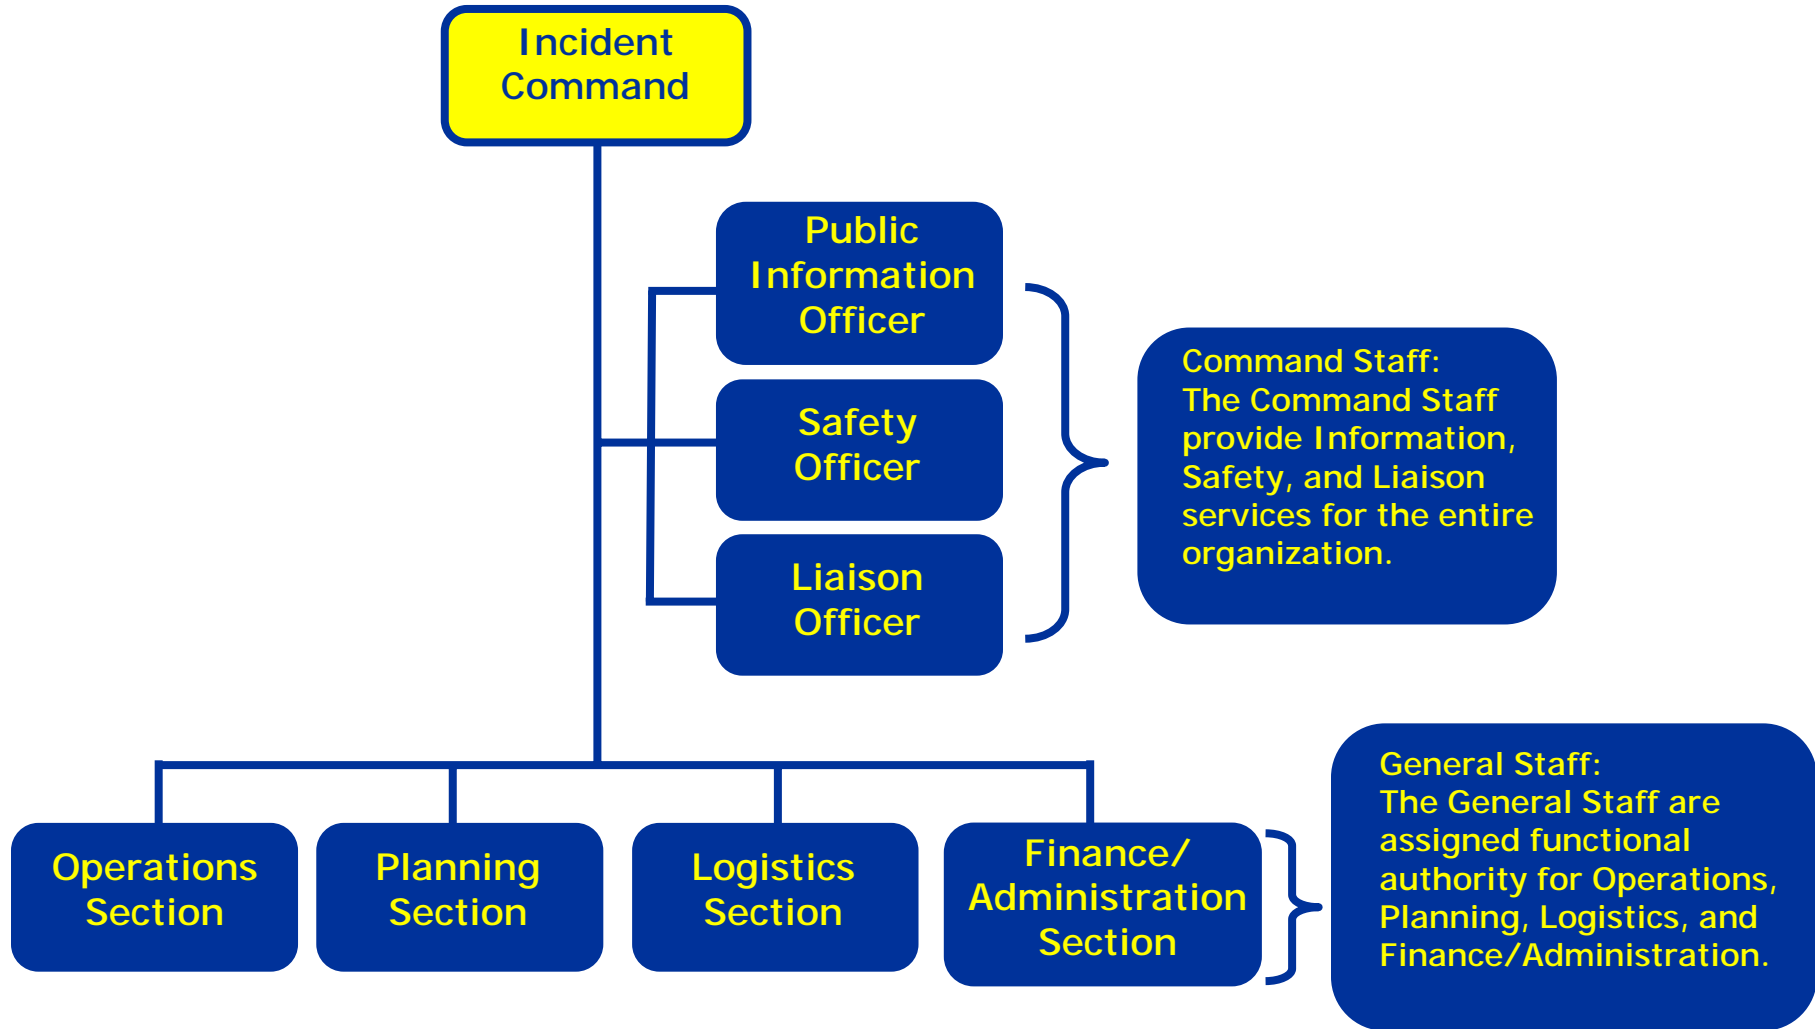 Incident
Command
Public
Information
Officer
Safety
Officer
Liaison
Officer
Command Staff:
The Command Staff
provide Information,
Safety, and Liaison
services for the entire
organization.
Operations
Section
Planning
Section
Logistics
Section
Finance/
Administration
Section
General Staff:
The General Staff are
assigned functional
authority for Operations,
Planning, Logistics, and
Finance/Administration.